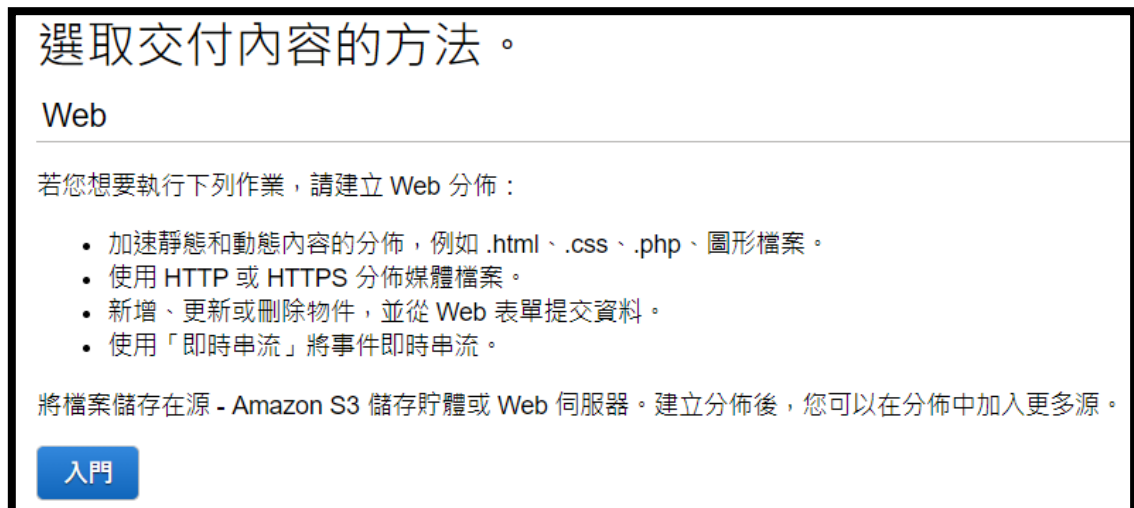 選取交付內容的方法。
Web
若您想要執行下列作業，請建立 Web 分佈：
• 加速靜態和動態內容的分佈，例如 .html、.css、.php、圖形檔案。
• 使用 HTTP 或 HTTPS 分佈媒體檔案。
• 新增、更新或刪除物件，並從 Web 表單提交資料。
• 使用「即時串流」將事件即時串流。
將檔案儲存在源 - Amazon S3 儲存貯體或 Web 伺服器。建立分佈後，您可以在分佈中加入更多源。
入門